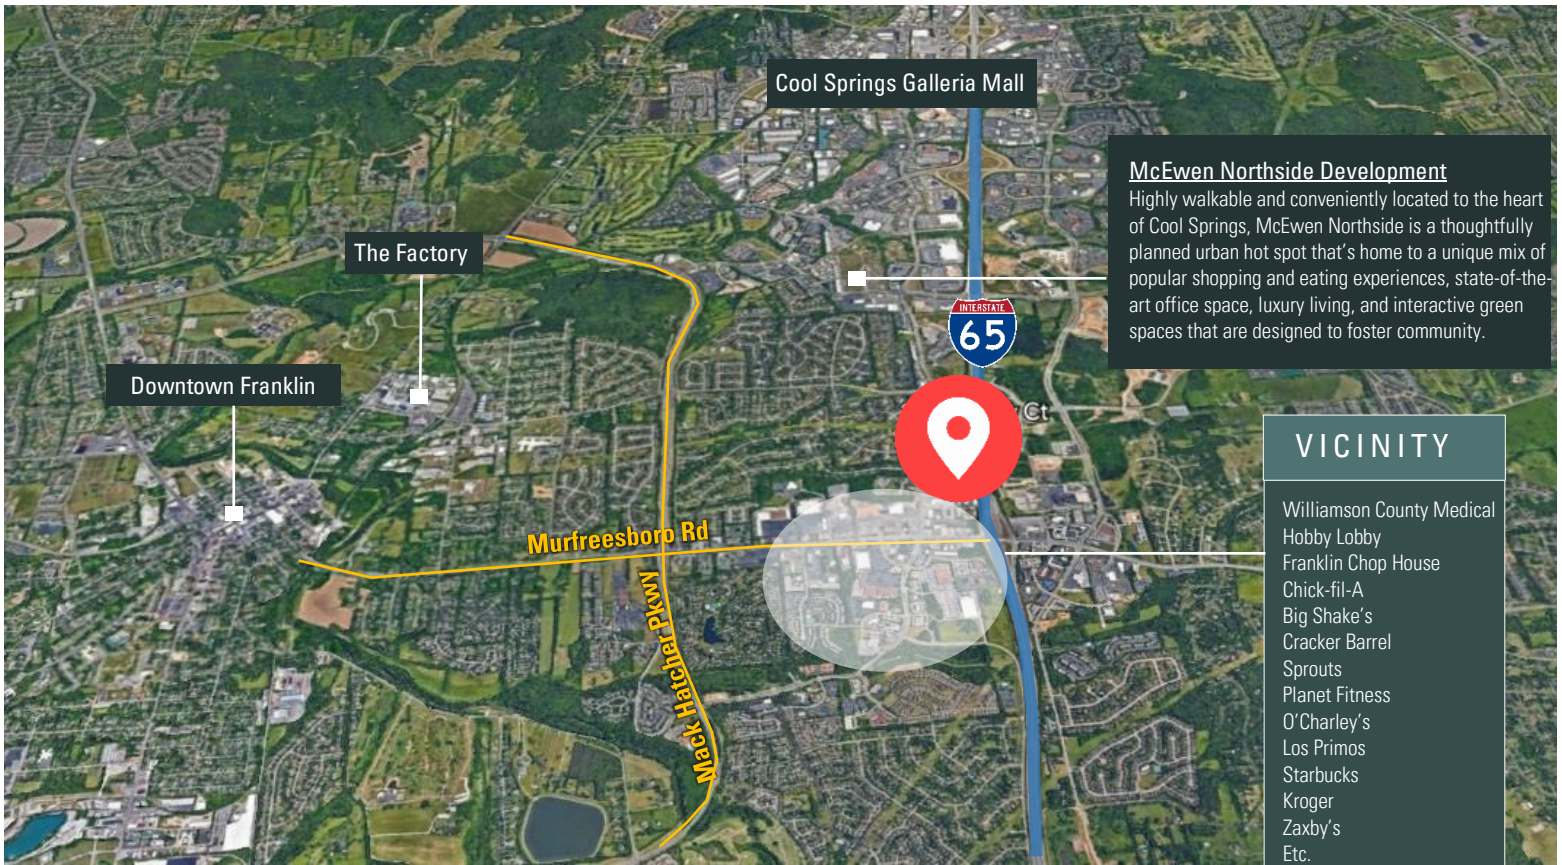 Cool Springs Galleria Mall
McEwen Northside Development
Highly walkable and conveniently located to the heart
of Cool Springs, McEwen Northside is a thoughtfully
planned urban hot spot that's home to a unique mix of
popular shopping and eating experiences, state-of-the-
art office space, luxury living, and interactive green
spaces that are designed to foster community.
The Factory
INTERSTATE
65
Downtown Franklin
Ct
VICINITY
Williamson County Medical
Hobby Lobby
Franklin Chop House
Chick-fil-A
Big Shake's
Cracker Barrel
Sprouts
Planet Fitness
O'Charley's
Los Primos
Starbucks
Kroger
Zaxby's
Etc.
Murfreesboro Rd
Mack Hatcher Pkwy